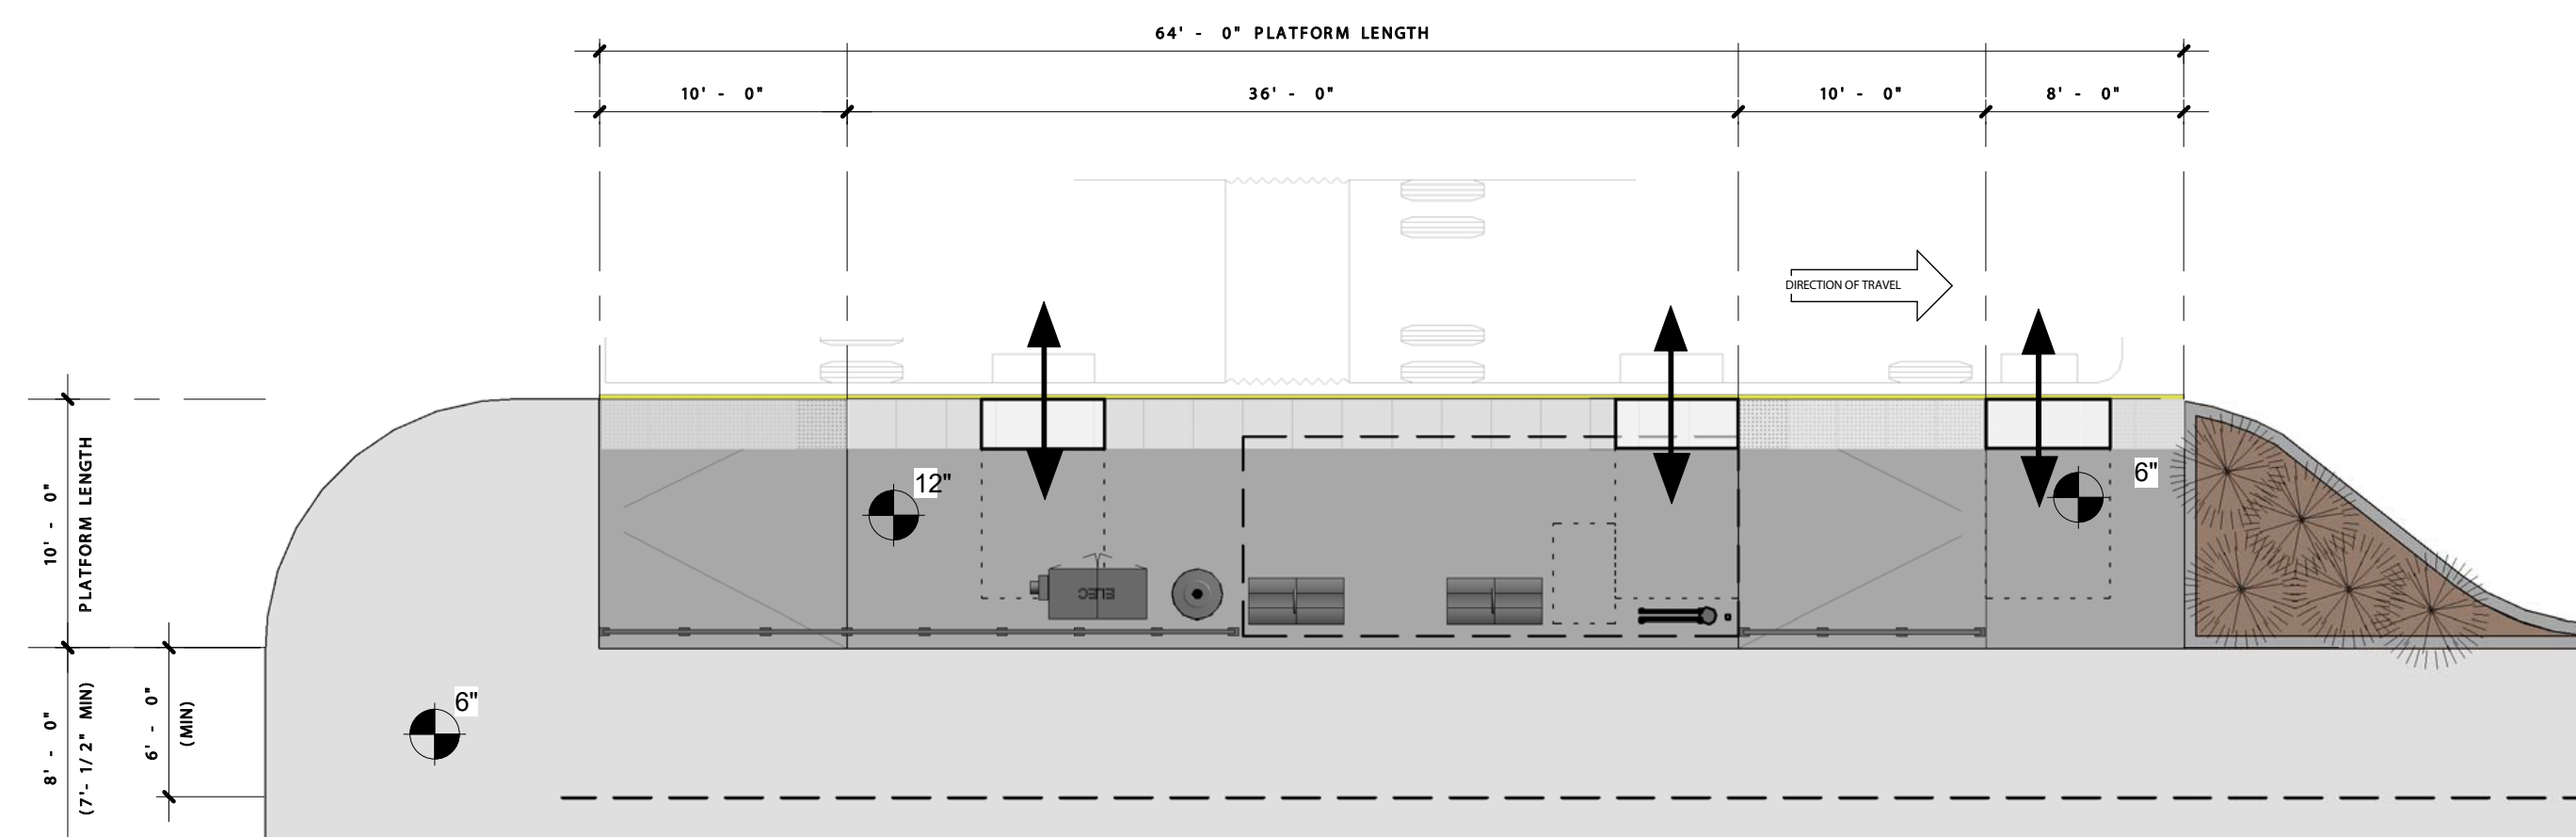 64' - 0" PLATFORM LENGTH
10' - 0"
36' - 0"
10' - 0"
8' - 0"
DIRECTION OF TRAVEL
12"
6"
ELEC
10' - 0"
PLATFORM LENGTH
6"
8' - 0"
(7'- 1/2" MIN)
6' - 0"
(MIN)